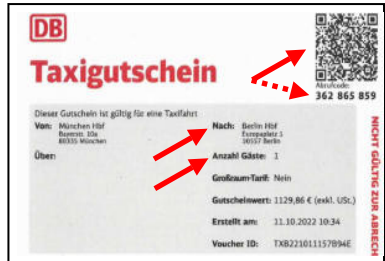 DB
Taxigutschein
Abrufcode:
362 865 859
Dieser Gutschein ist gültig für eine Taxifahrt
Von: München Hbf
Bayerstr. 10a
80335 München
Nach: Berlin Hbf
Europaplatz 1
10557 Berlin
Über:
Anzahl Gäste: 1
Großraum-Tarif: Nein
Gutscheinwert: 1129,86 € (exkl. USt.)
Erstellt am: 11.10.2022 10:34
Voucher ID: TXB221011157B94E
NICHT GÜLTIG ZUR ABRECH